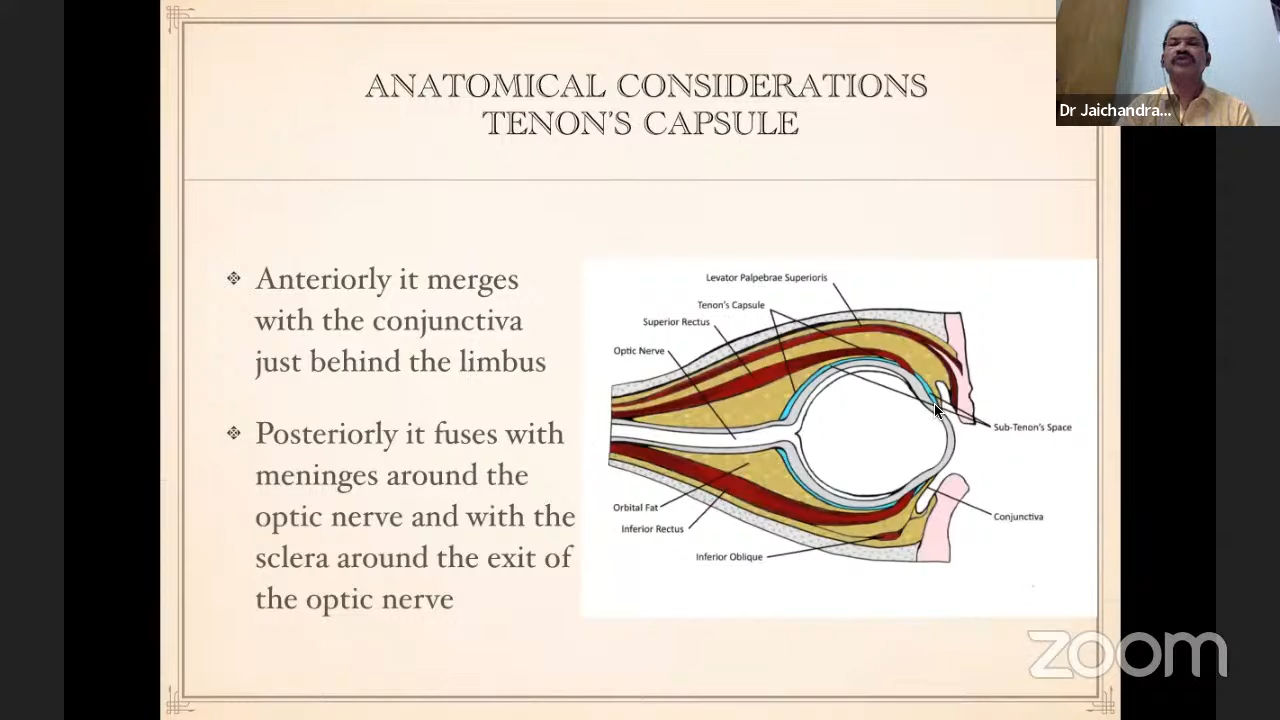 ANATOMICAL CONSIDERATIONS
TENON'S CAPSULE
Dr Jaichandra...
Anteriorly it merges
with the conjunctiva
just behind the limbus
Posteriorly it fuses with
meninges around the
optic nerve and with the
sclera around the exit of
the optic nerve
Levator Palpebrae Superioris
Tenon's Capsule
Superior Rectus
Optic Nerve
Sub-Tenon's Space
Orbital Fat
Conjunctiva
Inferior Rectus
Inferior Oblique
zoom